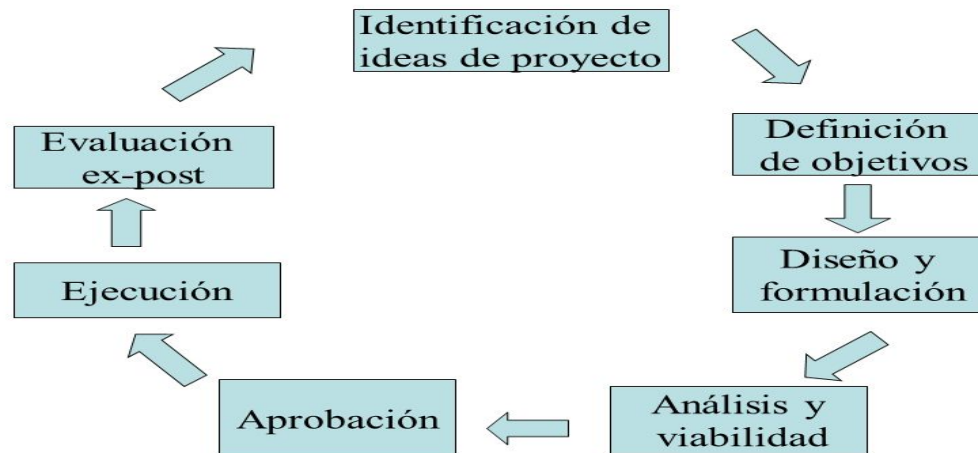 Identificación de
ideas de proyecto
Definición
de objetivos
Diseño y
formulación
Análisis y
viabilidad
Aprobación
Ejecución
Evaluación
ex-post